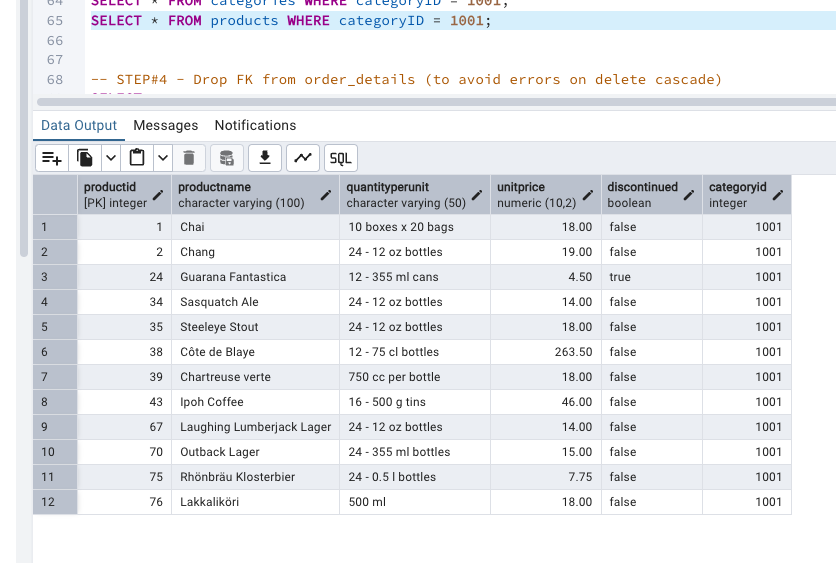 64 SELECT * FROM categories WHERE categoryID = 1001;
65 SELECT * FROM products WHERE categoryID = 1001;
66
67
68 -- STEP#4 - Drop FK from order_details (to avoid errors on delete cascade)
Data Output Messages Notifications
SQL
productid productname quantityperunit unitprice discontinued categoryid
[PK] integer character varying (100) character varying (50) numeric (10,2) boolean integer
1 1 Chai 10 boxes x 20 bags 18.00 false 1001
2 2 Chang 24 - 12 oz bottles 19.00 false 1001
3 24 Guarana Fantastica 12 - 355 ml cans 4.50 true 1001
4 34 Sasquatch Ale 24 - 12 oz bottles 14.00 false 1001
5 35 Steeleye Stout 24 - 12 oz bottles 18.00 false 1001
6 38 Côte de Blaye 12 - 75 cl bottles 263.50 false 1001
7 39 Chartreuse verte 750 cc per bottle 18.00 false 1001
8 43 Ipoh Coffee 16 - 500 g tins 46.00 false 1001
9 67 Laughing Lumberjack Lager 24 - 12 oz bottles 14.00 false 1001
10 70 Outback Lager 24 - 355 ml bottles 15.00 false 1001
11 75 Rhönbräu Klosterbier 24 - 0.5 l bottles 7.75 false 1001
12 76 Lakkaliköri 500 ml 18.00 false 1001